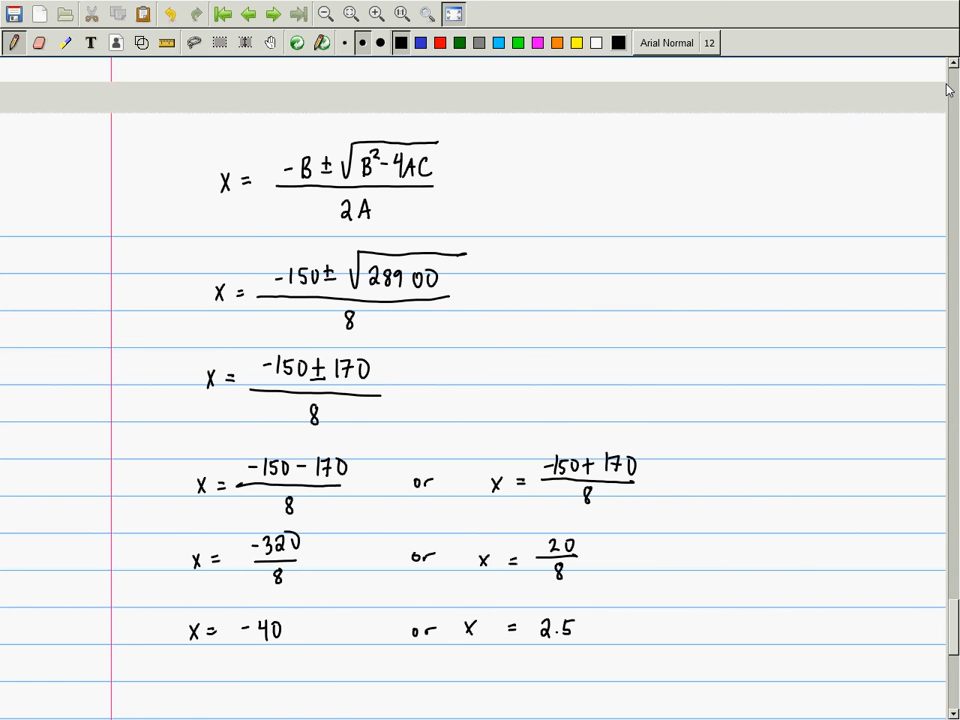 Arial Normal 12
x = -B ± √(B² - 4AC) / 2A
x = -150 ± √28900 / 8
x = -150 ± 170 / 8
x = -150 - 170 / 8 or x = -150 + 170 / 8
x = -320 / 8 or x = 20 / 8
x = -40 or x = 2.5